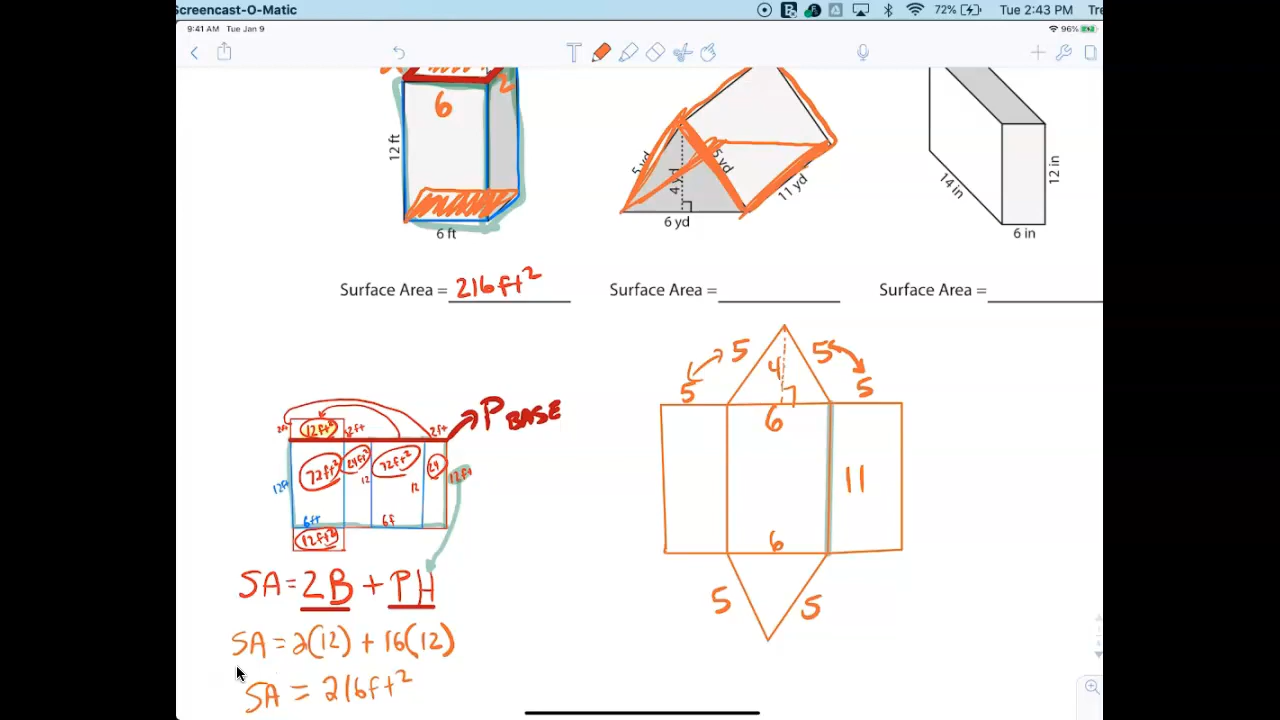 Screencast-O-Matic
72%
Tue 2:43 PM
Tre
9:41 AM Tue Jan 9
96%
T
6
2
12 ft
6 ft
5 yd
5 yd
4 yd
6 yd
11 yd
14 in
12 in
6 in
Surface Area = 216ft²
Surface Area =
Surface Area =
5
5
5
5
4
6
11
6
5
5
P BASE
2ft
12ft²
2ft
2ft
72ft²
24ft²
72ft²
24
12ft
12ft
12
12
6ft
6f
12ft²
SA = 2B + PH
SA = 2(12) + 16(12)
SA = 216ft²